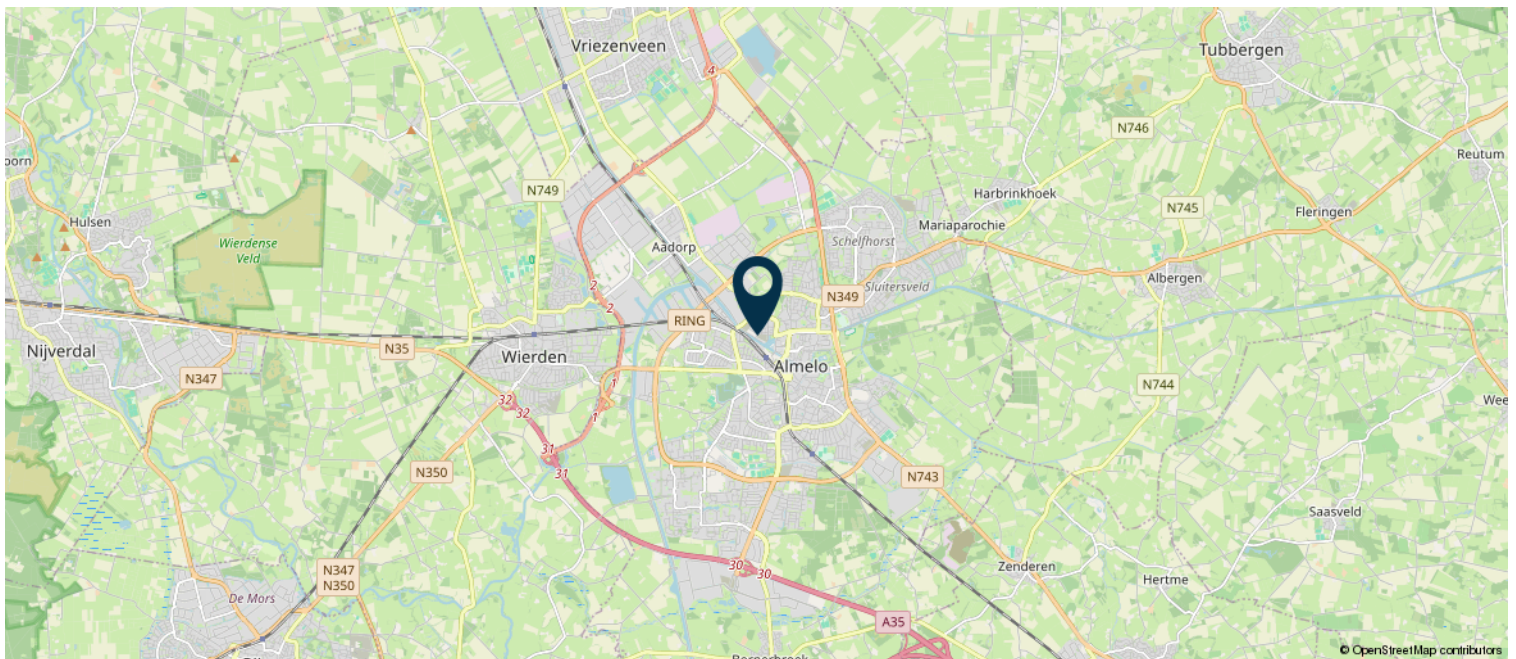 Vriezenveen
4
Tubbergen
N746
oorn
Reutum
N749
Harbrinkhoek
N745
Hulsen
Fleringen
Mariaparochie
Wierdense
Veld
Aadorp
Schelfhorst
Albergen
2
Sluitersveld
N349
2
RING
Nijverdal
N35
Wierden
Almelo
N347
1
N744
32
32
1
Wee
31
31
N350
N743
Saasveld
30
30
Zenderen
N347
N350
Hertme
De Mors
A35
© OpenStreetMap contributors